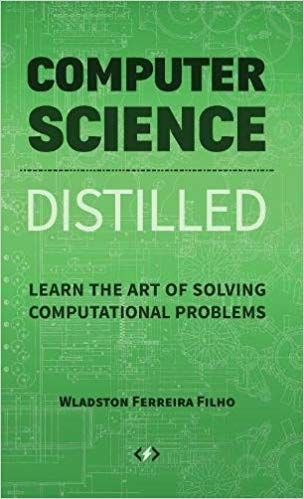 COMPUTER
SCIENCE
DISTILLED
LEARN THE ART OF SOLVING
COMPUTATIONAL PROBLEMS
WLADSTON FERREIRA FILHO